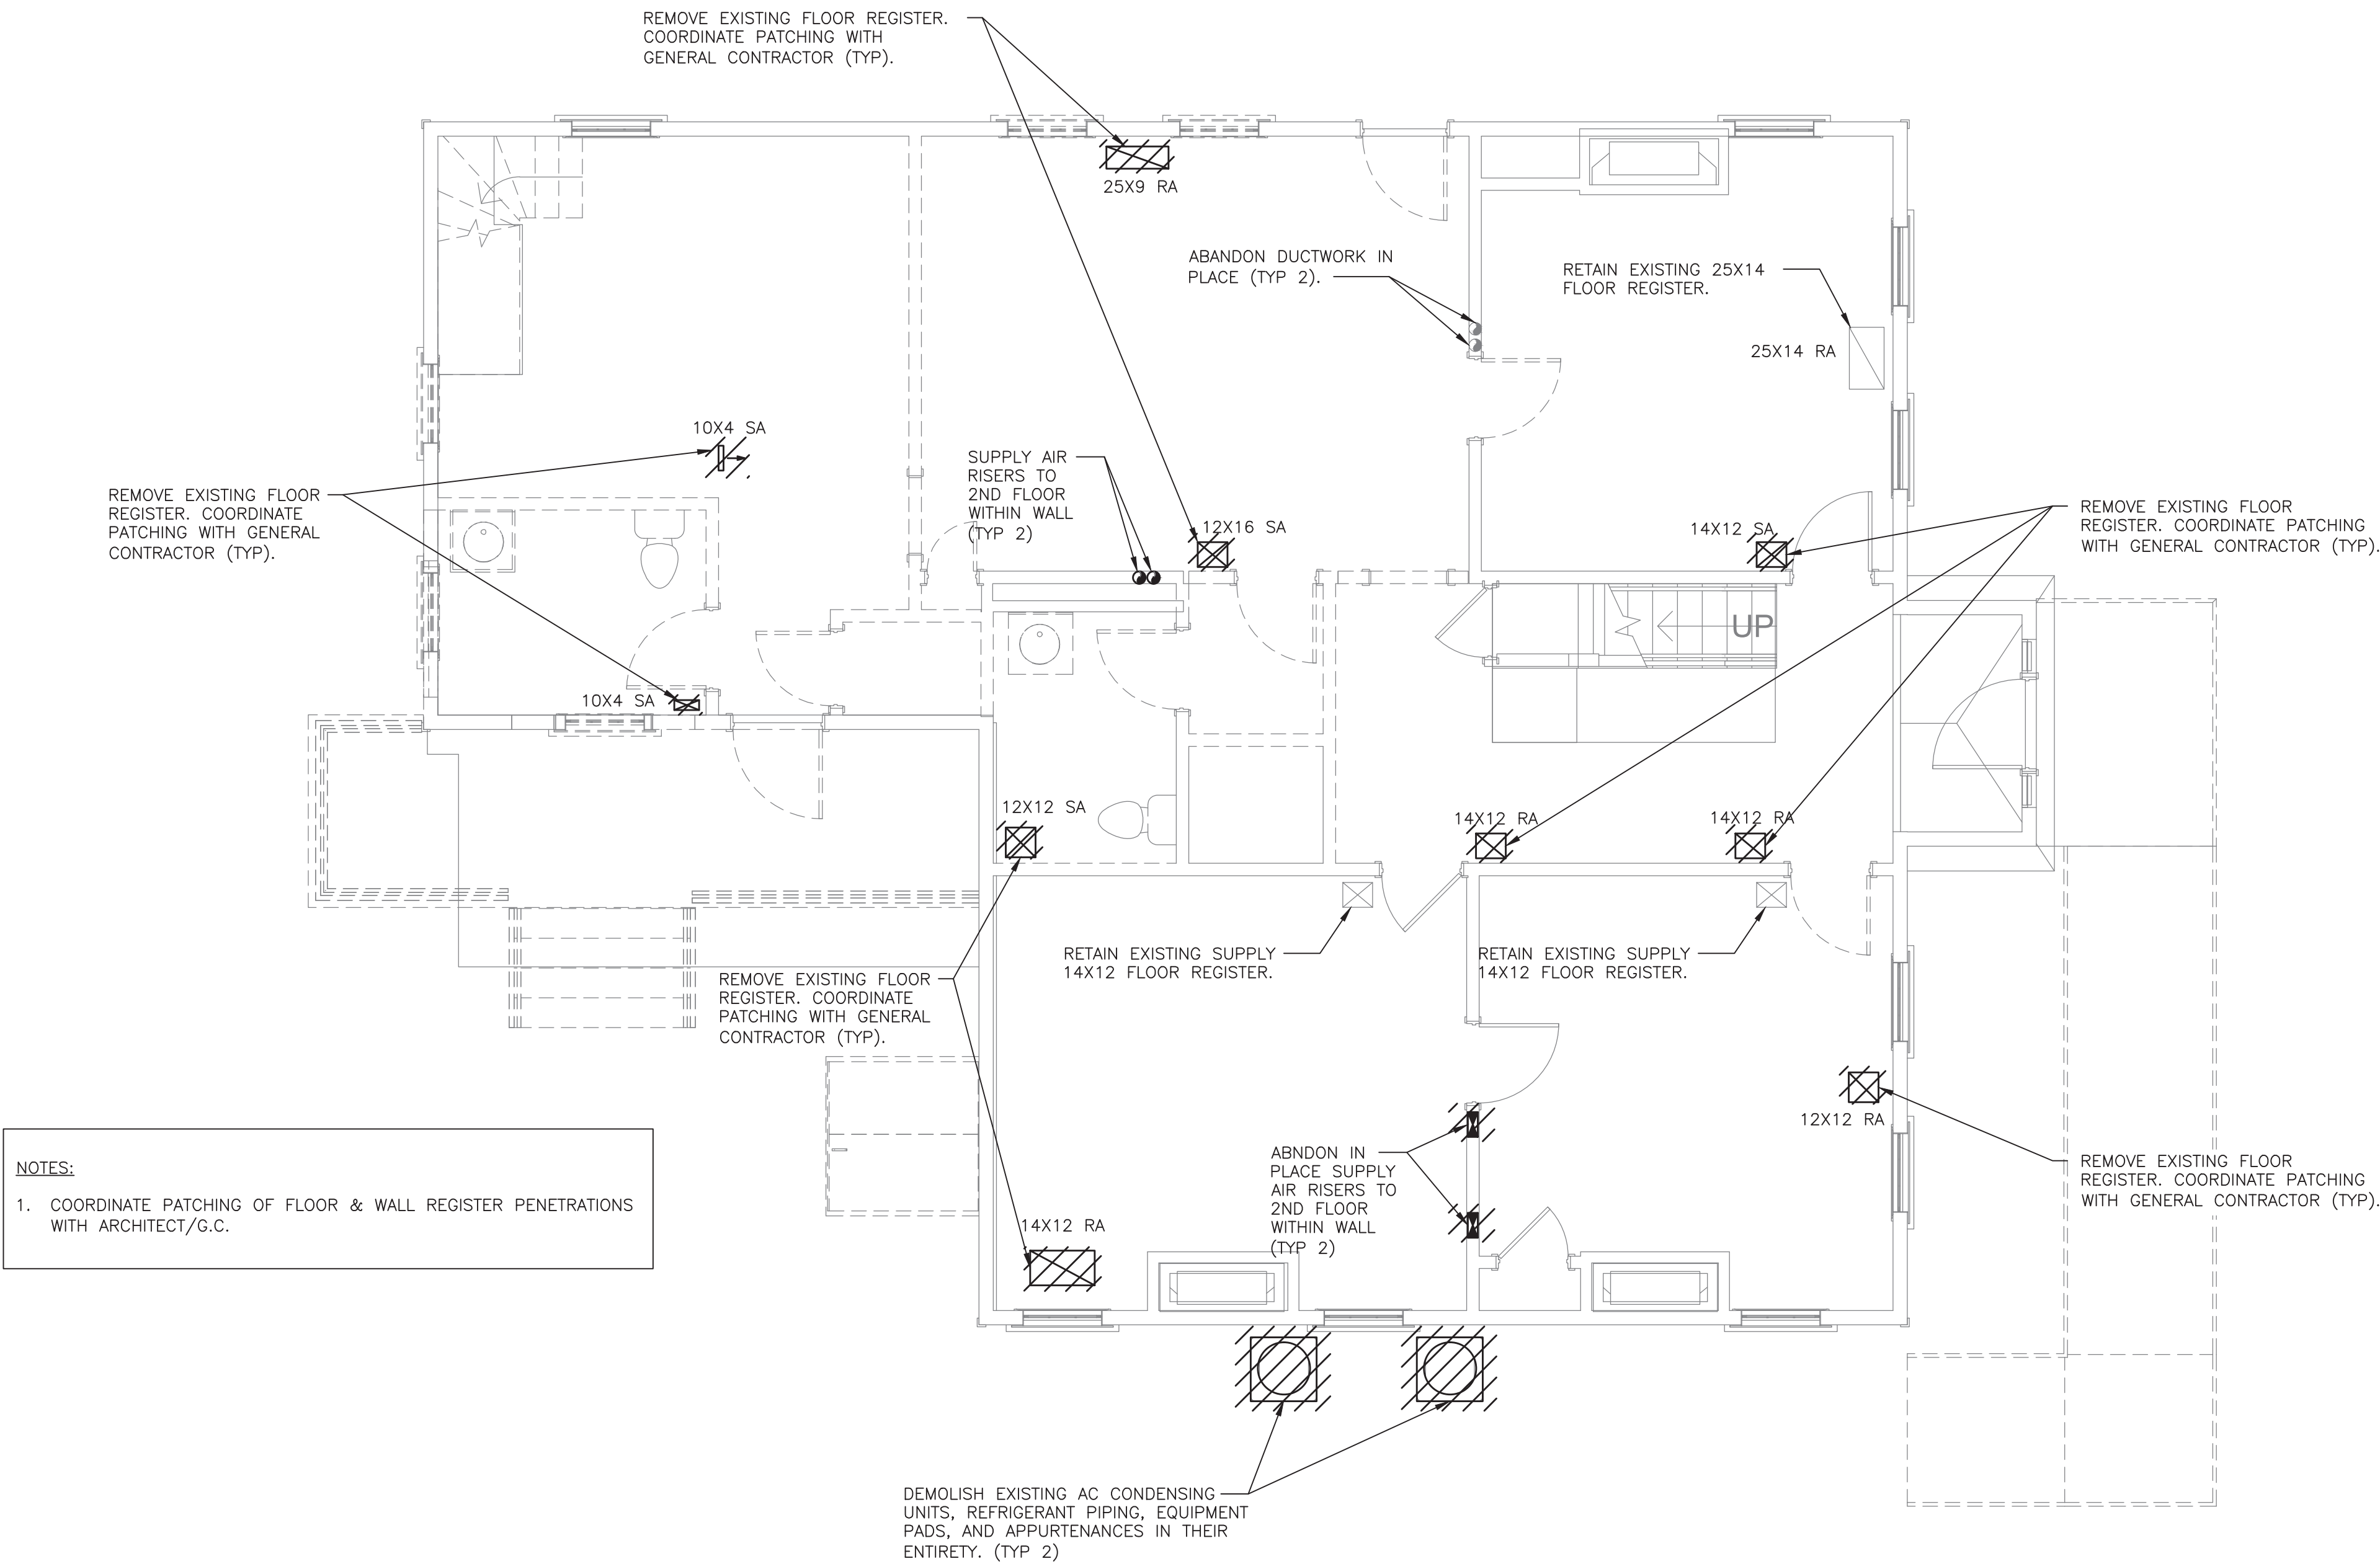 REMOVE EXISTING FLOOR REGISTER.
COORDINATE PATCHING WITH
GENERAL CONTRACTOR (TYP).
25X9 RA
ABANDON DUCTWORK IN
PLACE (TYP 2).
RETAIN EXISTING 25X14
FLOOR REGISTER.
25X14 RA
10X4 SA
SUPPLY AIR
RISERS TO
2ND FLOOR
WITHIN WALL
(TYP 2)
REMOVE EXISTING FLOOR
REGISTER. COORDINATE
PATCHING WITH GENERAL
CONTRACTOR (TYP).
12X16 SA
14X12 SA
REMOVE EXISTING FLOOR
REGISTER. COORDINATE PATCHING
WITH GENERAL CONTRACTOR (TYP).
UP
10X4 SA
12X12 SA
14X12 RA
14X12 RA
RETAIN EXISTING SUPPLY
14X12 FLOOR REGISTER.
RETAIN EXISTING SUPPLY
14X12 FLOOR REGISTER.
REMOVE EXISTING FLOOR
REGISTER. COORDINATE
PATCHING WITH GENERAL
CONTRACTOR (TYP).
12X12 RA
ABNDON IN
PLACE SUPPLY
AIR RISERS TO
2ND FLOOR
WITHIN WALL
(TYP 2)
REMOVE EXISTING FLOOR
REGISTER. COORDINATE PATCHING
WITH GENERAL CONTRACTOR (TYP).
NOTES:
1. COORDINATE PATCHING OF FLOOR & WALL REGISTER PENETRATIONS
WITH ARCHITECT/G.C.
14X12 RA
DEMOLISH EXISTING AC CONDENSING
UNITS, REFRIGERANT PIPING, EQUIPMENT
PADS, AND APPURTENANCES IN THEIR
ENTIRETY. (TYP 2)